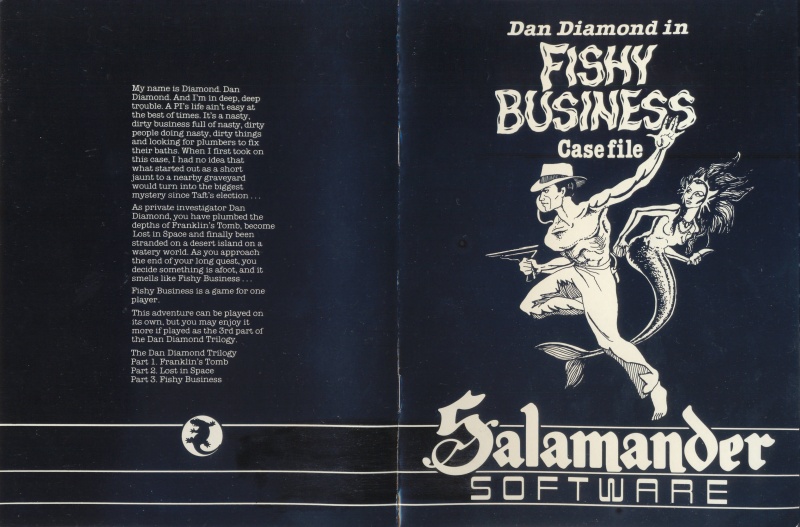 My name is Diamond. Dan
Diamond. And I'm in deep, deep
trouble. A PI's life ain't easy at
the best of times. It's a nasty,
dirty business full of nasty, dirty
people doing nasty, dirty things
and looking for plumbers to fix
their baths. When I first took on
this case, I had no idea that
what started out as a short
jaunt to a nearby graveyard
would turn into the biggest
mystery since Taft's election . . .
As private investigator Dan
Diamond, you have plumbed the
depths of Franklin's Tomb, become
Lost in Space and finally been
stranded on a desert island on a
watery world. As you approach
the end of your long quest, you
decide something is afoot, and it
smells like Fishy Business . . .
Fishy Business is a game for one
player.
This adventure can be played on
its own, but you may enjoy it
more if played as the 3rd part of
the Dan Diamond Trilogy.
The Dan Diamond Trilogy
Part 1. Franklin's Tomb
Part 2. Lost in Space
Part 3. Fishy Business
Dan Diamond in
FISHY
BUSINESS
Case file
Salamander
SOFTWARE